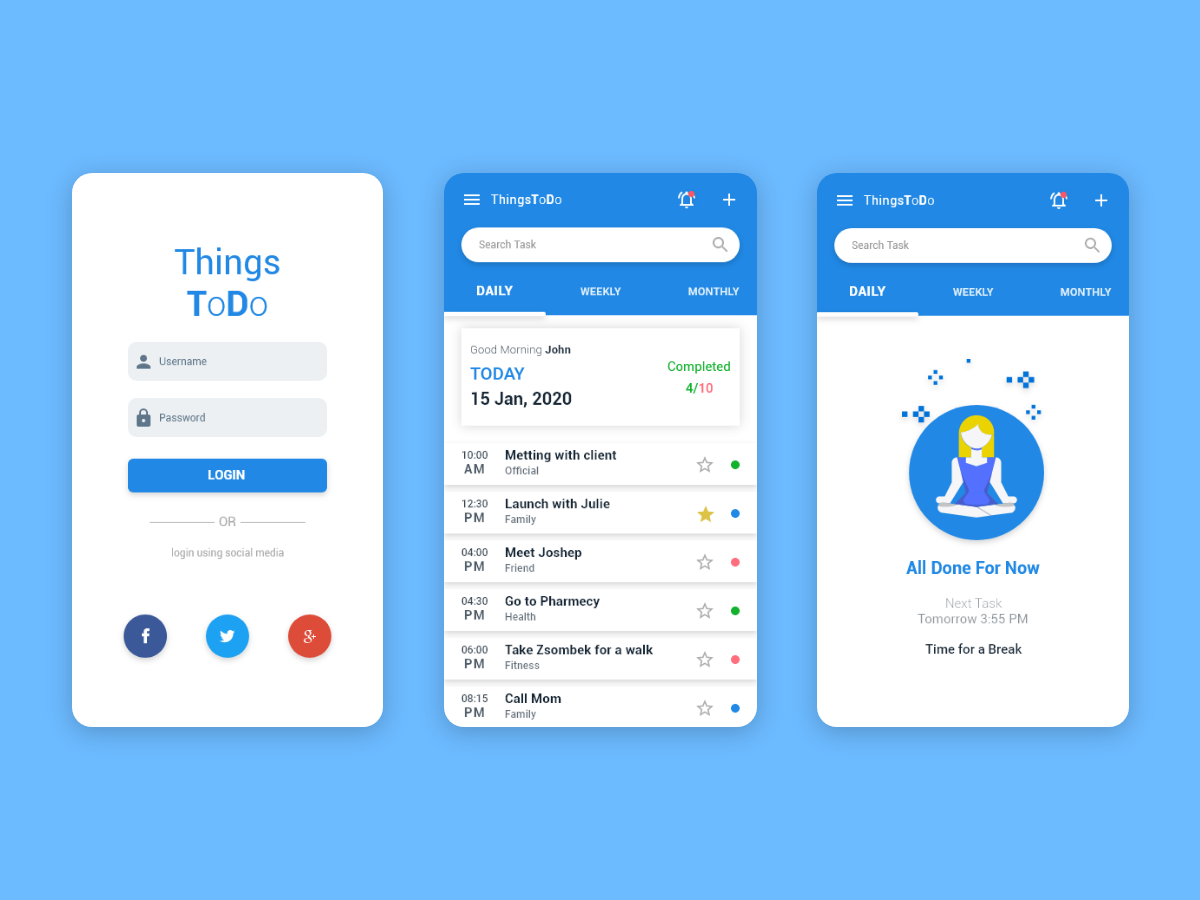 Things
ToDo
Username
Password
LOGIN
OR
login using social media
f
g+
ThingsToDo
Search Task
DAILY WEEKLY MONTHLY
Good Morning John
TODAY
15 Jan, 2020
Completed
4/10
10:00 AM
Metting with client
Official
12:30 PM
Launch with Julie
Family
04:00 PM
Meet Joshep
Friend
04:30 PM
Go to Pharmecy
Health
06:00 PM
Take Zsombek for a walk
Fitness
08:15 PM
Call Mom
Family
ThingsToDo
Search Task
DAILY WEEKLY MONTHLY
All Done For Now
Next Task
Tomorrow 3:55 PM
Time for a Break